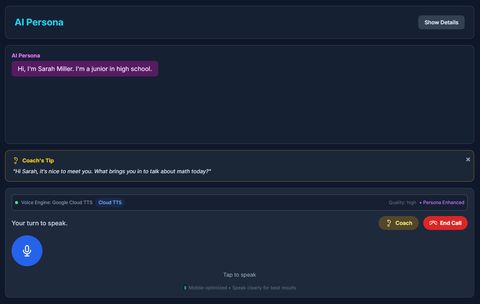 AI Persona
Show Details
AI Persona
Hi, I'm Sarah Miller. I'm a junior in high school.
Coach's Tip
"Hi Sarah, it's nice to meet you. What brings you in to talk about math today?"
Voice Engine: Google Cloud TTS Cloud TTS
Quality: high • Persona Enhanced
Your turn to speak.
Coach
End Call
Tap to speak
Mobile-optimized • Speak clearly for best results